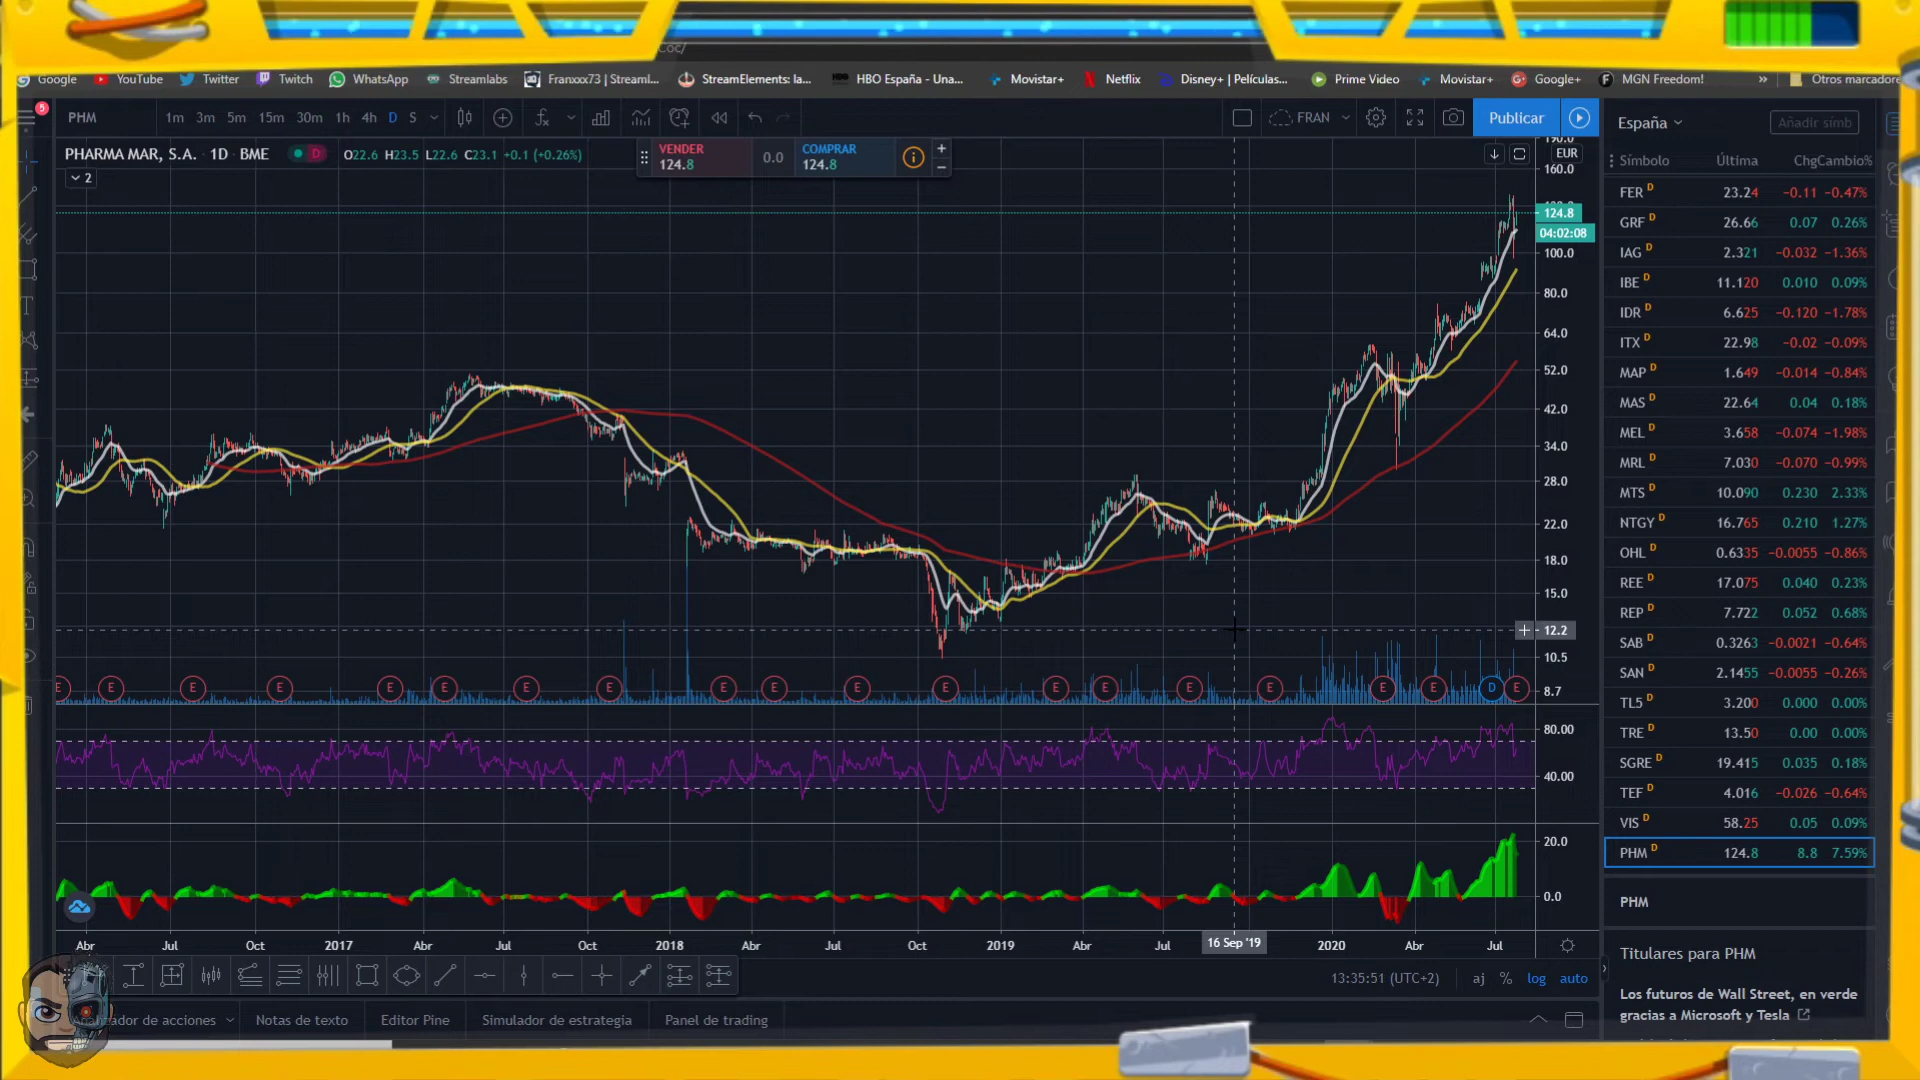 Coc/
Google YouTube Twitter Twitch WhatsApp Streamlabs Franxxx73 | Streaml... StreamElements: la... HBO España - Una... Movistar+ Netflix Disney+ | Películas... Prime Video Movistar+ Google+ MGN Freedom! » Otros marcadore
5
PHM 1m 3m 5m 15m 30m 1h 4h D S FRAN Publicar
España Añadir símb
PHARMA MAR, S.A. · 1D · BME D O22.6 H23.5 L22.6 C23.1 +0.1 (+0.26%)
VENDER 124.8 0.0 COMPRAR 124.8
2
EUR
Símbolo Última Chg Cambio%
FER D 23.24 −0.11 −0.47%
GRF D 26.66 0.07 0.26%
IAG D 2.321 −0.032 −1.36%
IBE D 11.120 0.010 0.09%
IDR D 6.625 −0.120 −1.78%
ITX D 22.98 −0.02 −0.09%
MAP D 1.649 −0.014 −0.84%
MAS D 22.64 0.04 0.18%
MEL D 3.658 −0.074 −1.98%
MRL D 7.030 −0.070 −0.99%
MTS D 10.090 0.230 2.33%
NTGY D 16.765 0.210 1.27%
OHL D 0.6335 −0.0055 −0.86%
REE D 17.075 0.040 0.23%
REP D 7.722 0.052 0.68%
SAB D 0.3263 −0.0021 −0.64%
SAN D 2.1455 −0.0055 −0.26%
TL5 D 3.200 0.000 0.00%
TRE D 13.50 0.00 0.00%
SGRE D 19.415 0.035 0.18%
TEF D 4.016 −0.026 −0.64%
VIS D 58.25 0.05 0.09%
PHM D 124.8 8.8 7.59%
190.0
160.0
124.8
04:02:08
100.0
80.0
64.0
52.0
42.0
34.0
28.0
22.0
18.0
15.0
12.2
10.5
8.7
E E E E E E E E E E E E E E E E E E D E
80.00
40.00
20.0
0.0
Abr Jul Oct 2017 Abr Jul Oct 2018 Abr Jul Oct 2019 Abr Jul 16 Sep '19 2020 Abr Jul
13:35:51 (UTC+2) aj % log auto
Analizador de acciones Notas de texto Editor Pine Simulador de estrategia Panel de trading
PHM
Titulares para PHM
Los futuros de Wall Street, en verde
gracias a Microsoft y Tesla